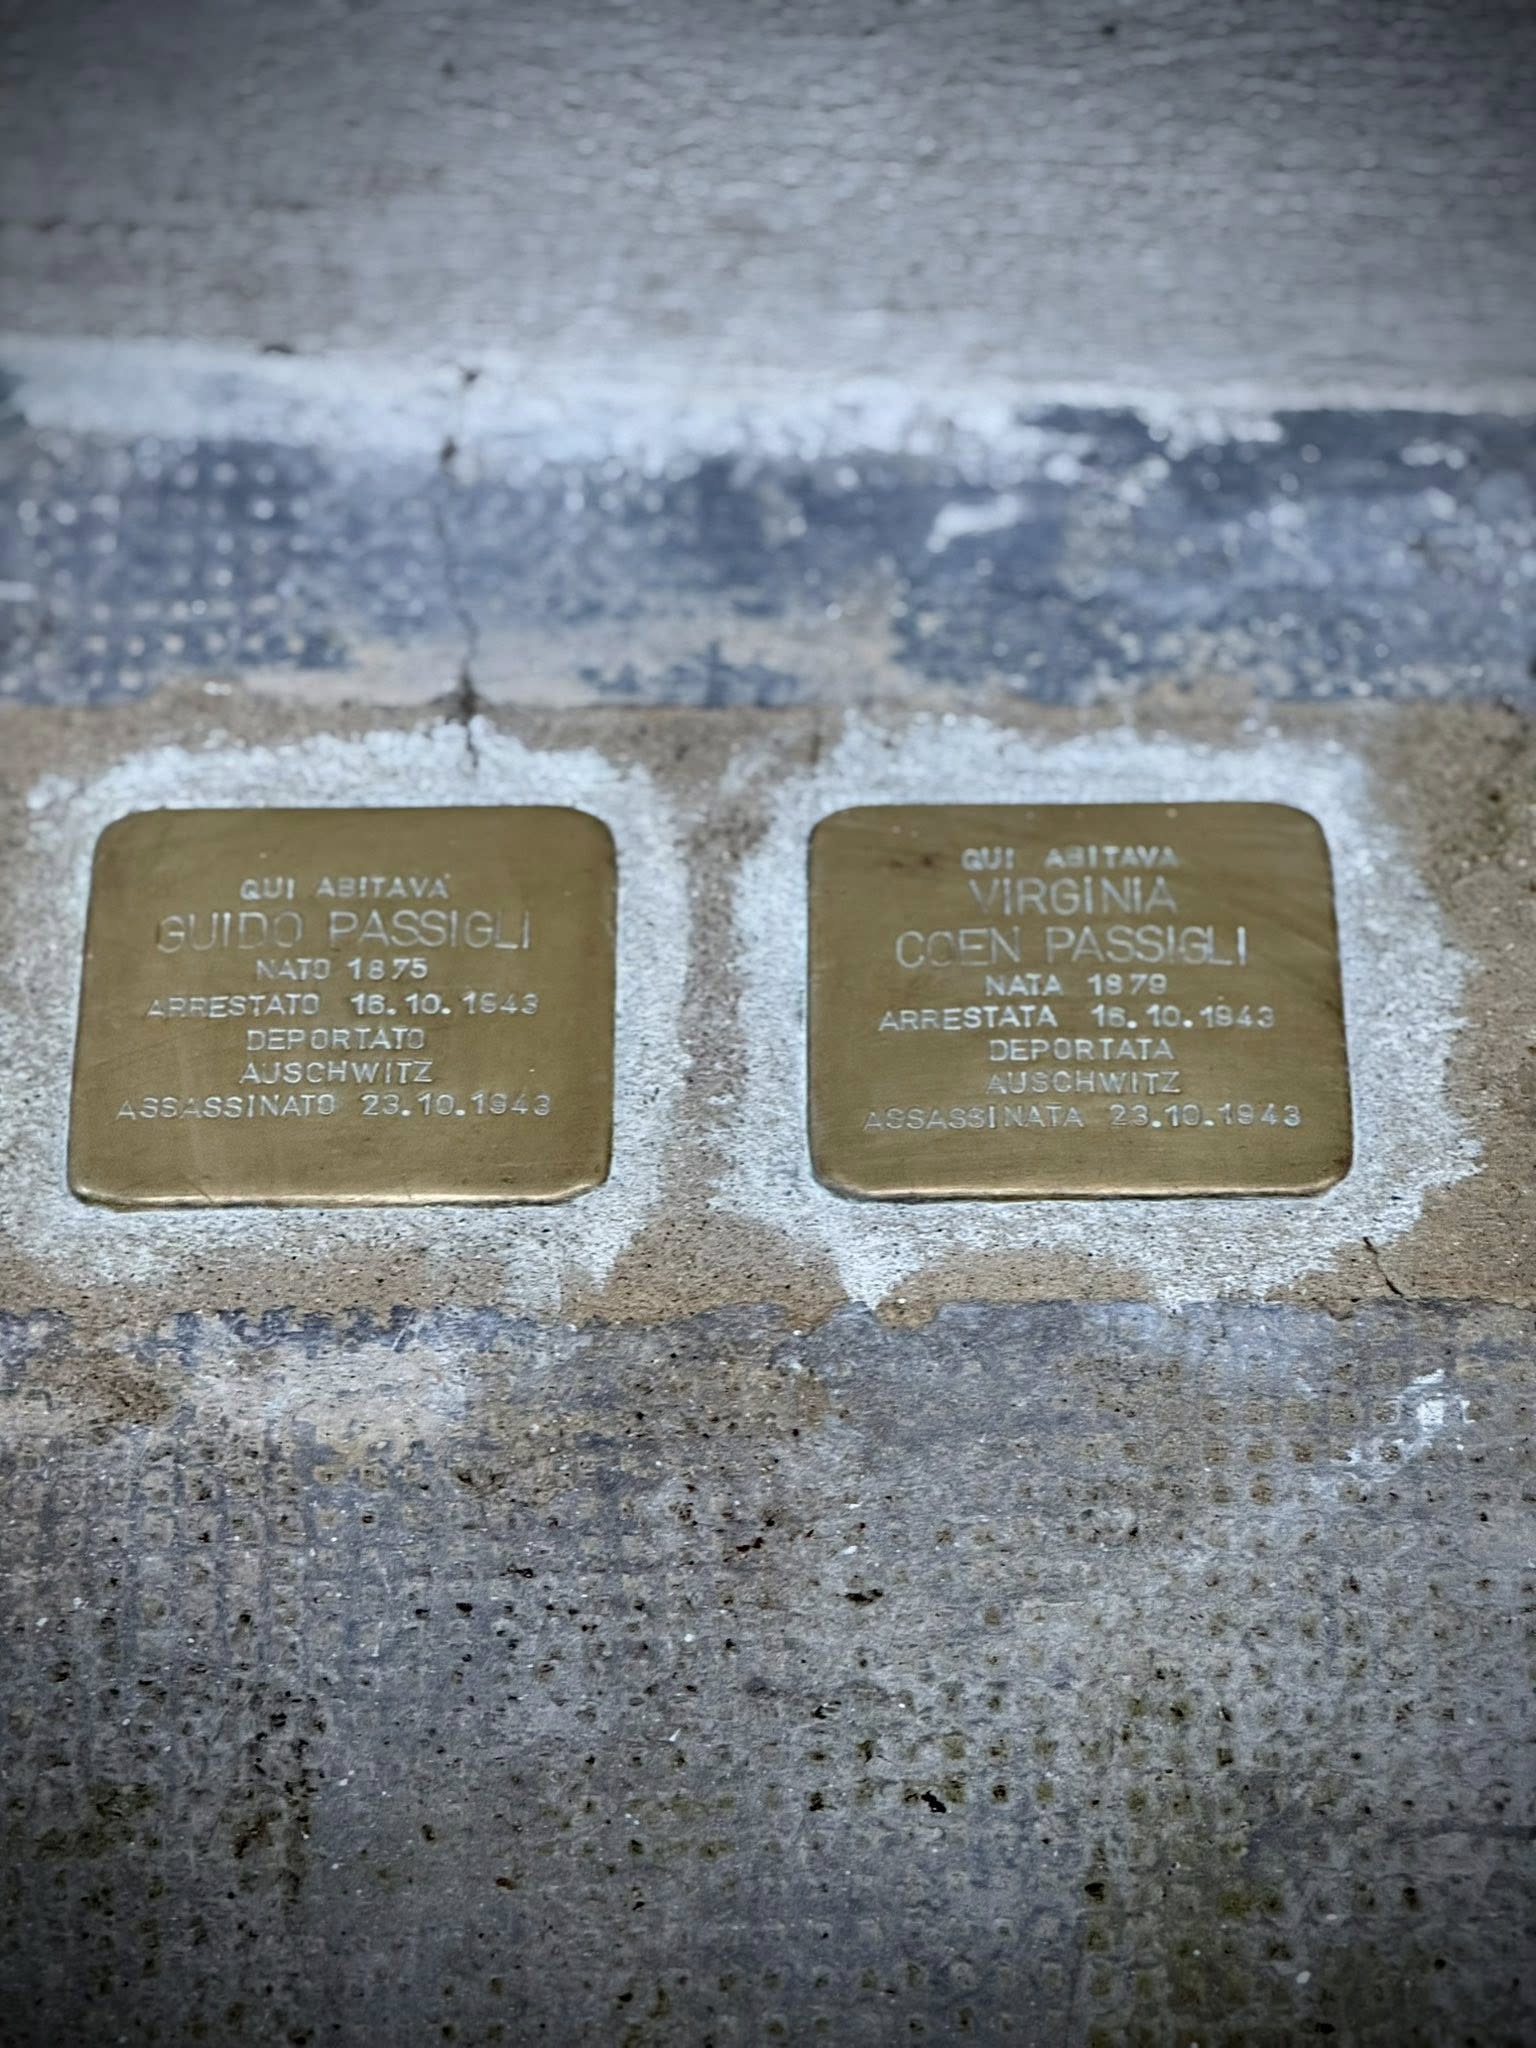 QUI ABITAVA
GUIDO PASSIGLI
NATO 1875
ARRESTATO 16.10.1943
DEPORTATO
AUSCHWITZ
ASSASSINATO 23.10.1943
QUI ABITAVA
VIRGINIA
COEN PASSIGLI
NATA 1879
ARRESTATA 16.10.1943
DEPORTATA
AUSCHWITZ
ASSASSINATA 23.10.1943